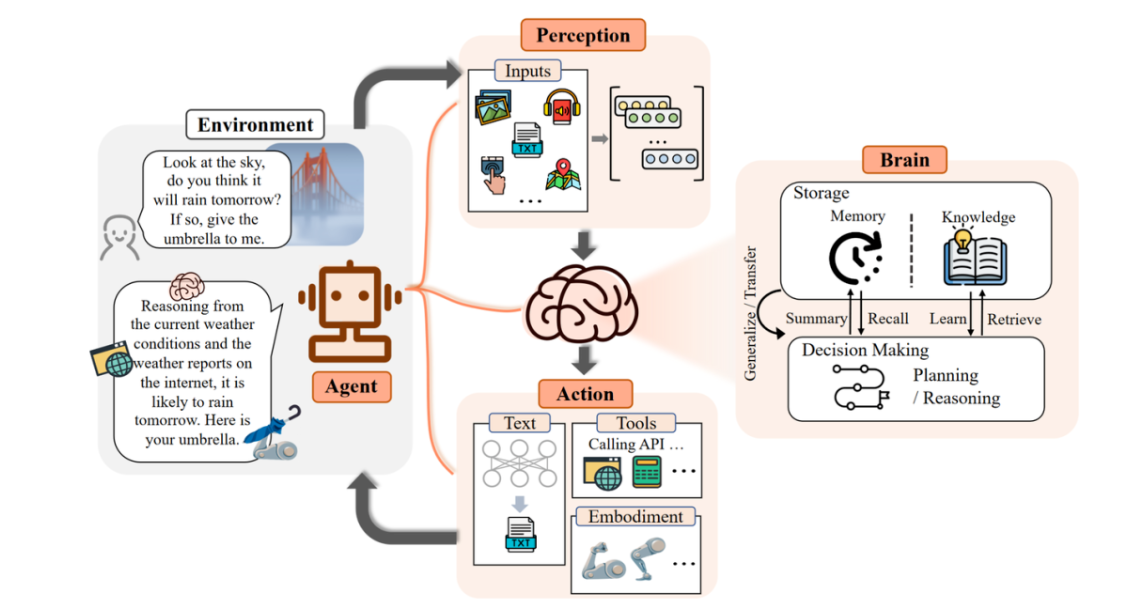 Perception
Inputs
TXT
...
...
Environment
Look at the sky,
do you think it
will rain tomorrow?
If so, give the
umbrella to me.
Reasoning from
the current weather
conditions and the
weather reports on
the internet, it is
likely to rain
tomorrow. Here is
your umbrella.
Agent
Brain
Storage
Memory
Knowledge
Generalize / Transfer
Summary
Recall
Learn
Retrieve
Decision Making
Planning
/ Reasoning
Action
Text
TXT
Tools
Calling API ...
...
Embodiment
...